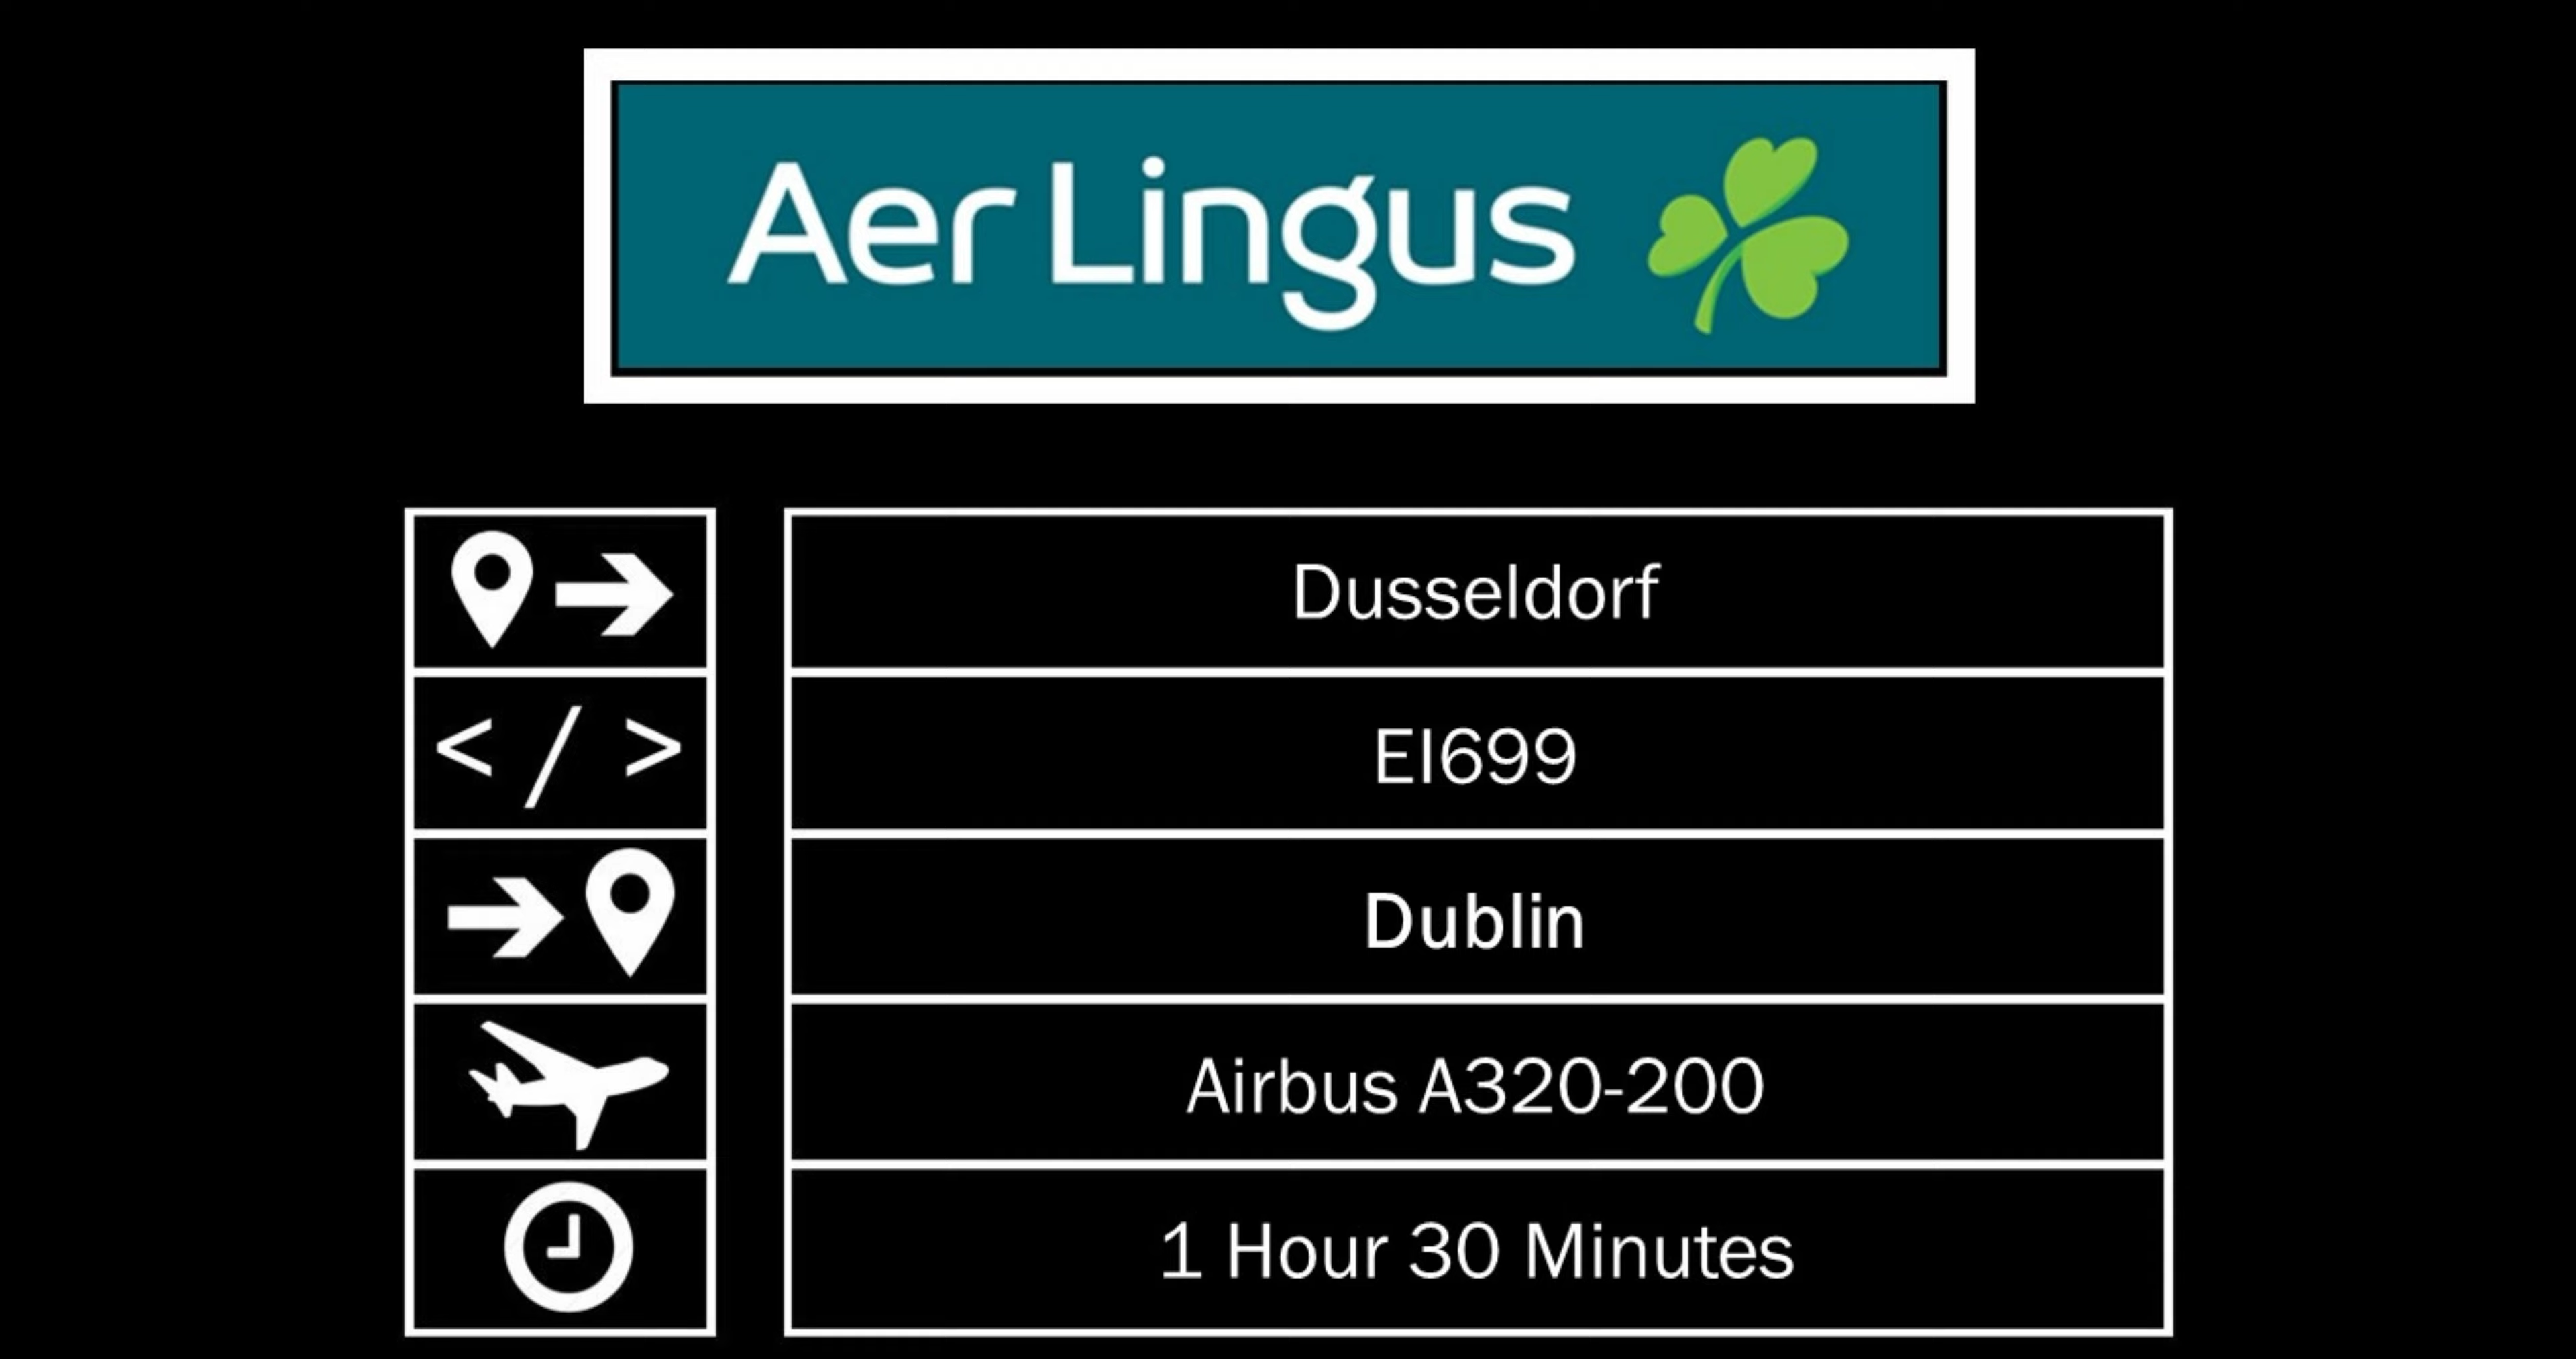 Aer Lingus
Dusseldorf
</>
EI699
Dublin
Airbus A320-200
1 Hour 30 Minutes